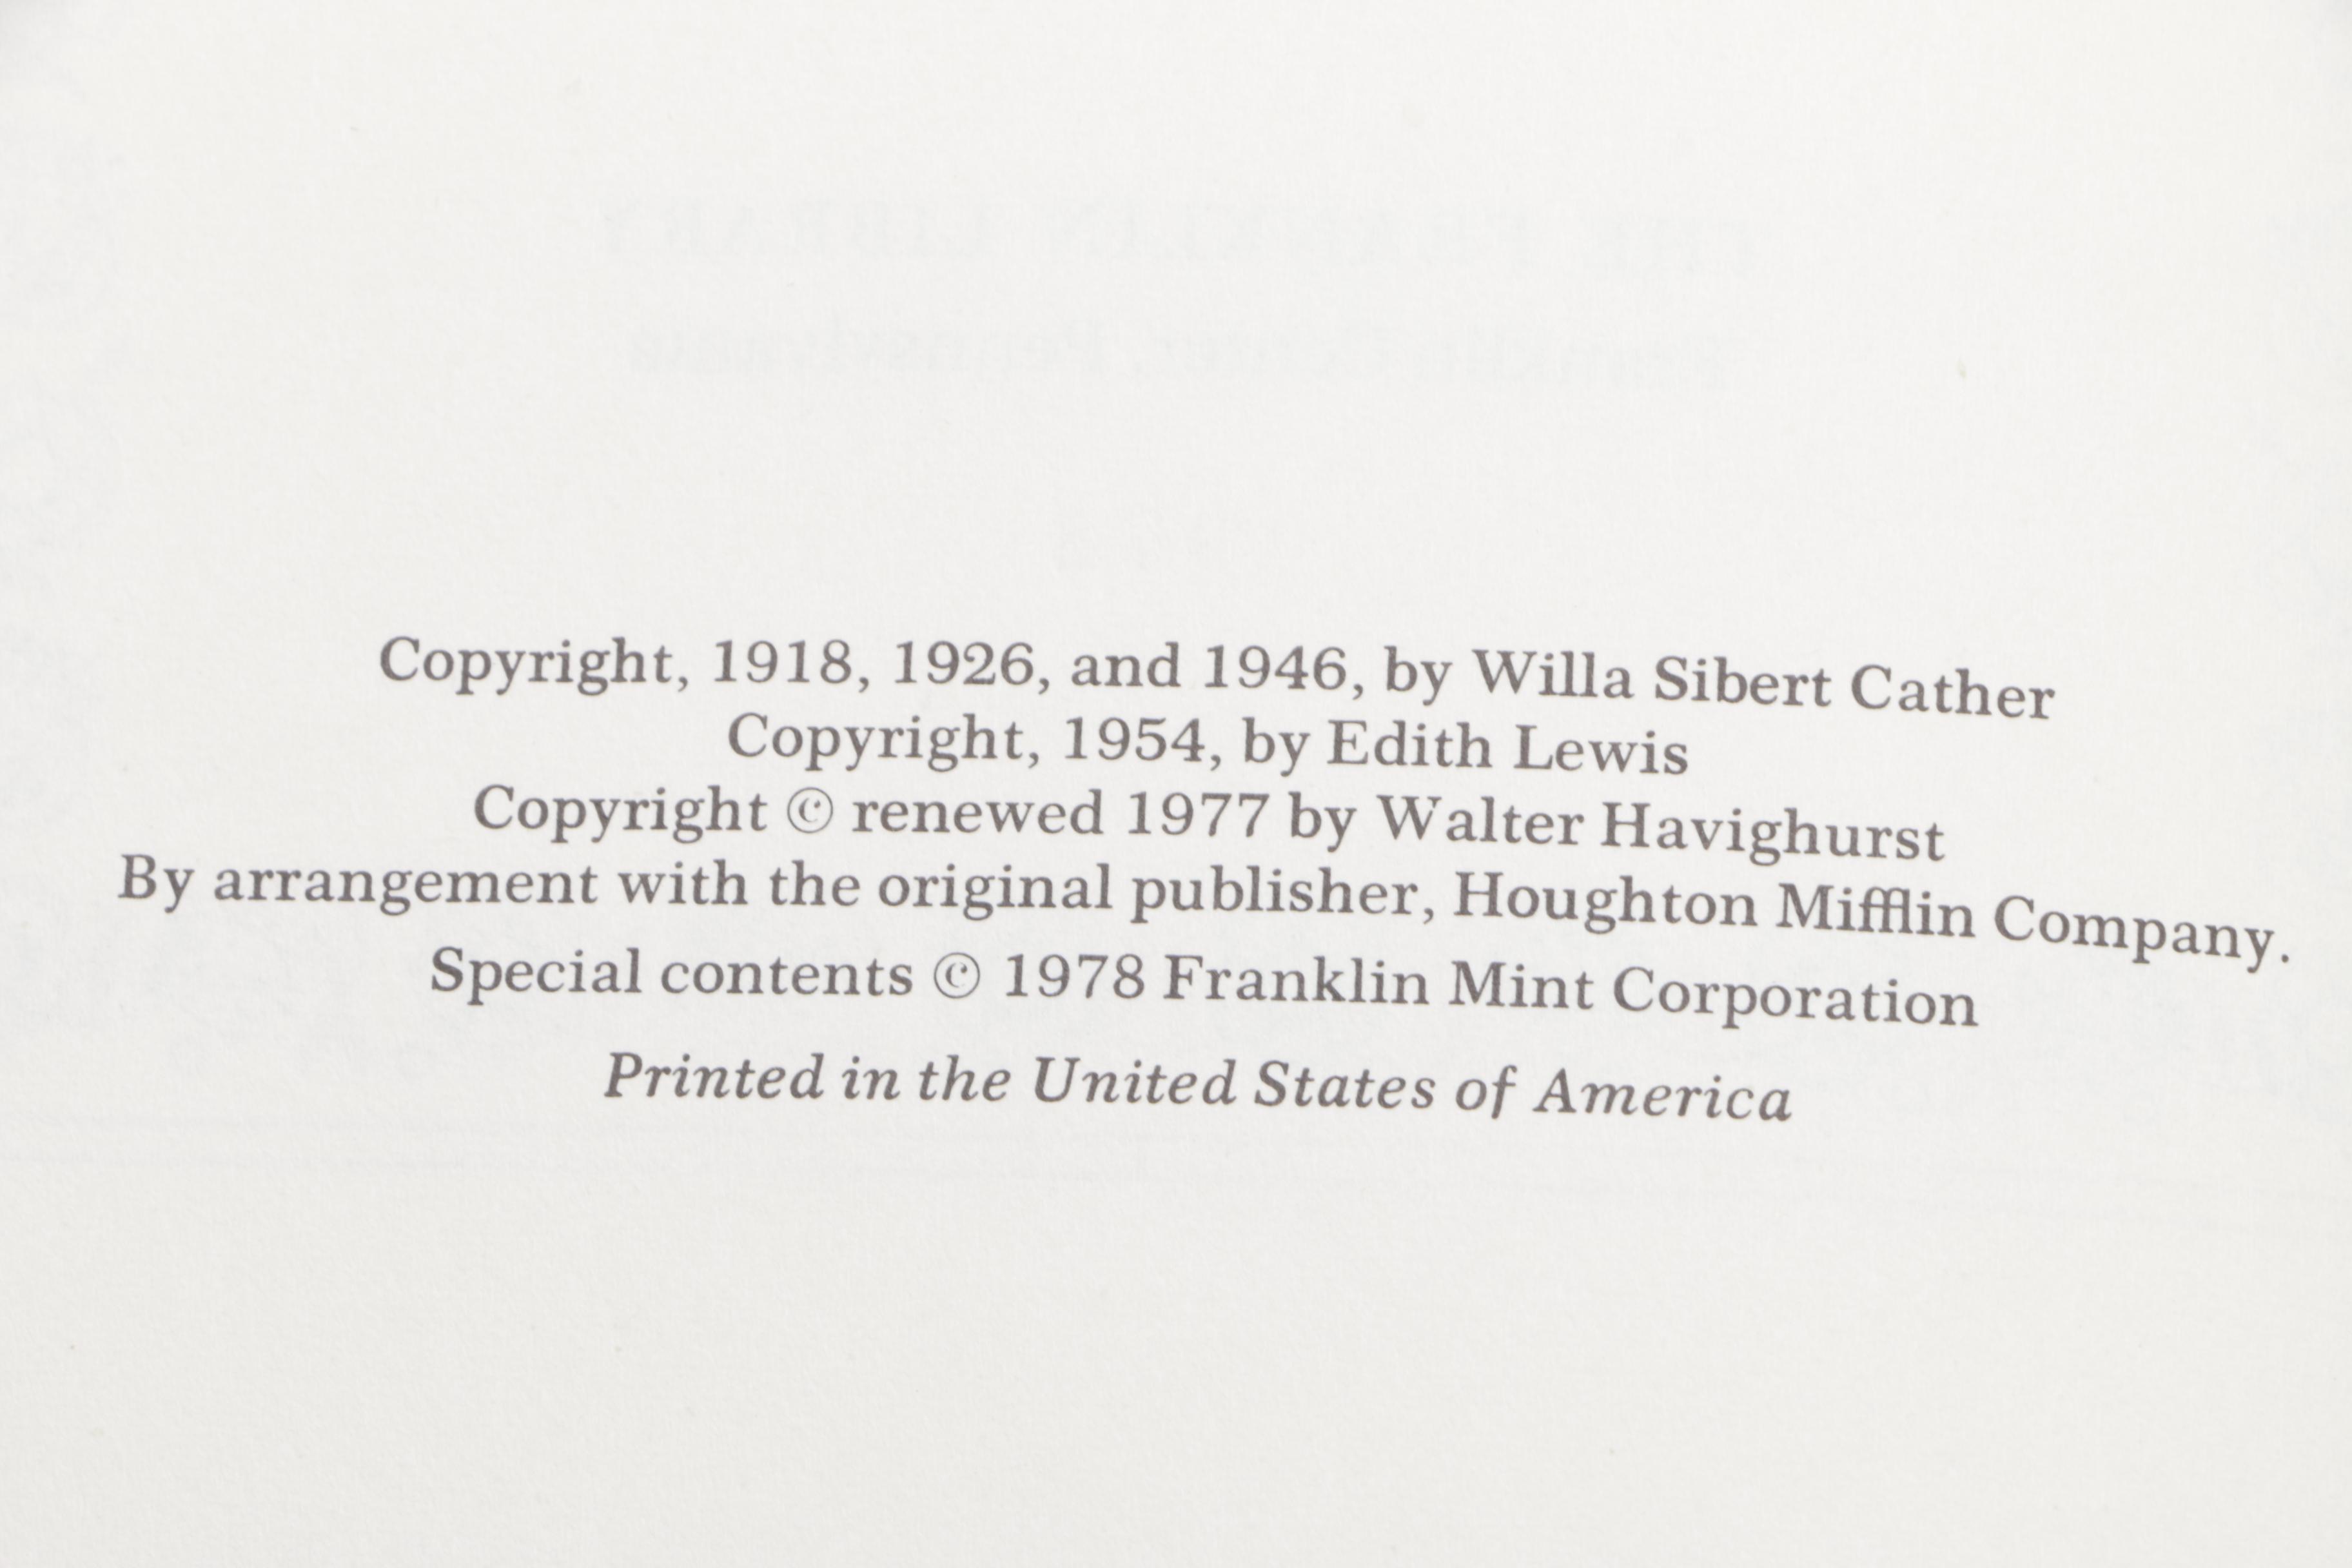 Copyright, 1918, 1926, and 1946, by Willa Sibert Cather
Copyright, 1954, by Edith Lewis
Copyright © renewed 1977 by Walter Havighurst
By arrangement with the original publisher, Houghton Mifflin Company.
Special contents © 1978 Franklin Mint Corporation
Printed in the United States of America